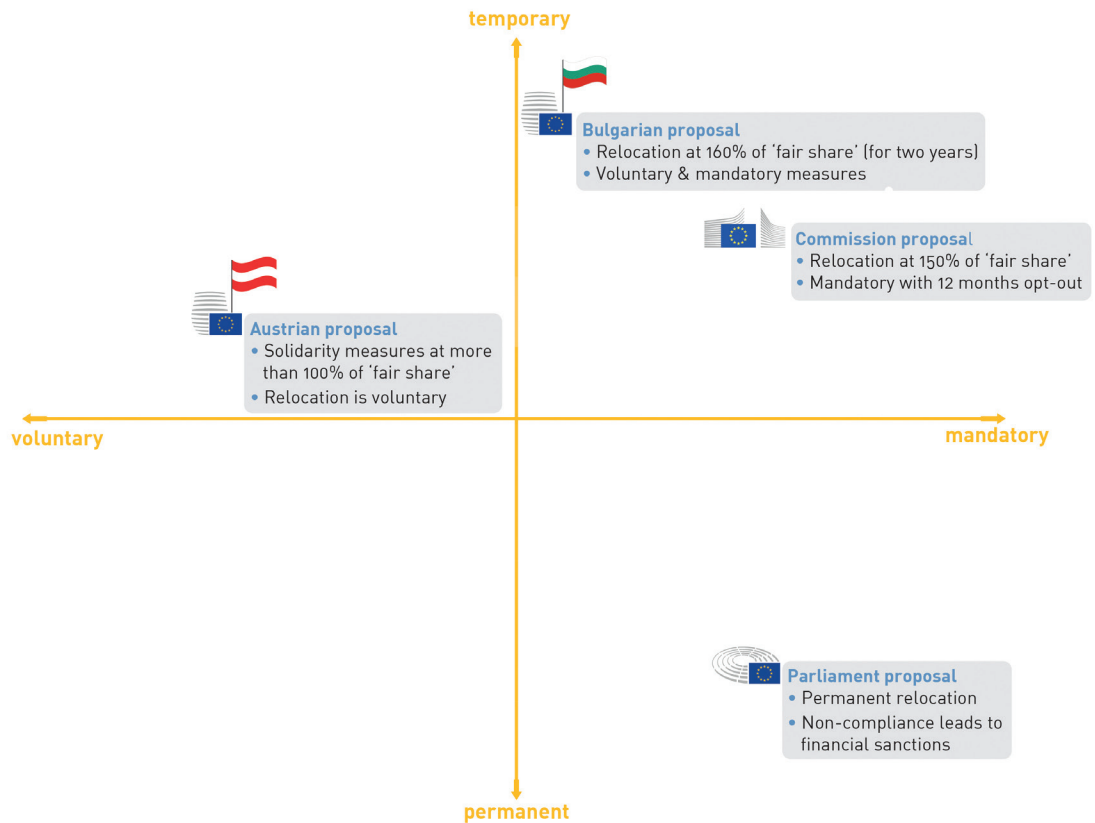 temporary
Bulgarian proposal
• Relocation at 160% of ‘fair share’ (for two years)
• Voluntary & mandatory measures
Commission proposal
• Relocation at 150% of ‘fair share’
• Mandatory with 12 months opt-out
Austrian proposal
• Solidarity measures at more
than 100% of ‘fair share’
• Relocation is voluntary
voluntary
mandatory
Parliament proposal
• Permanent relocation
• Non-compliance leads to
financial sanctions
permanent